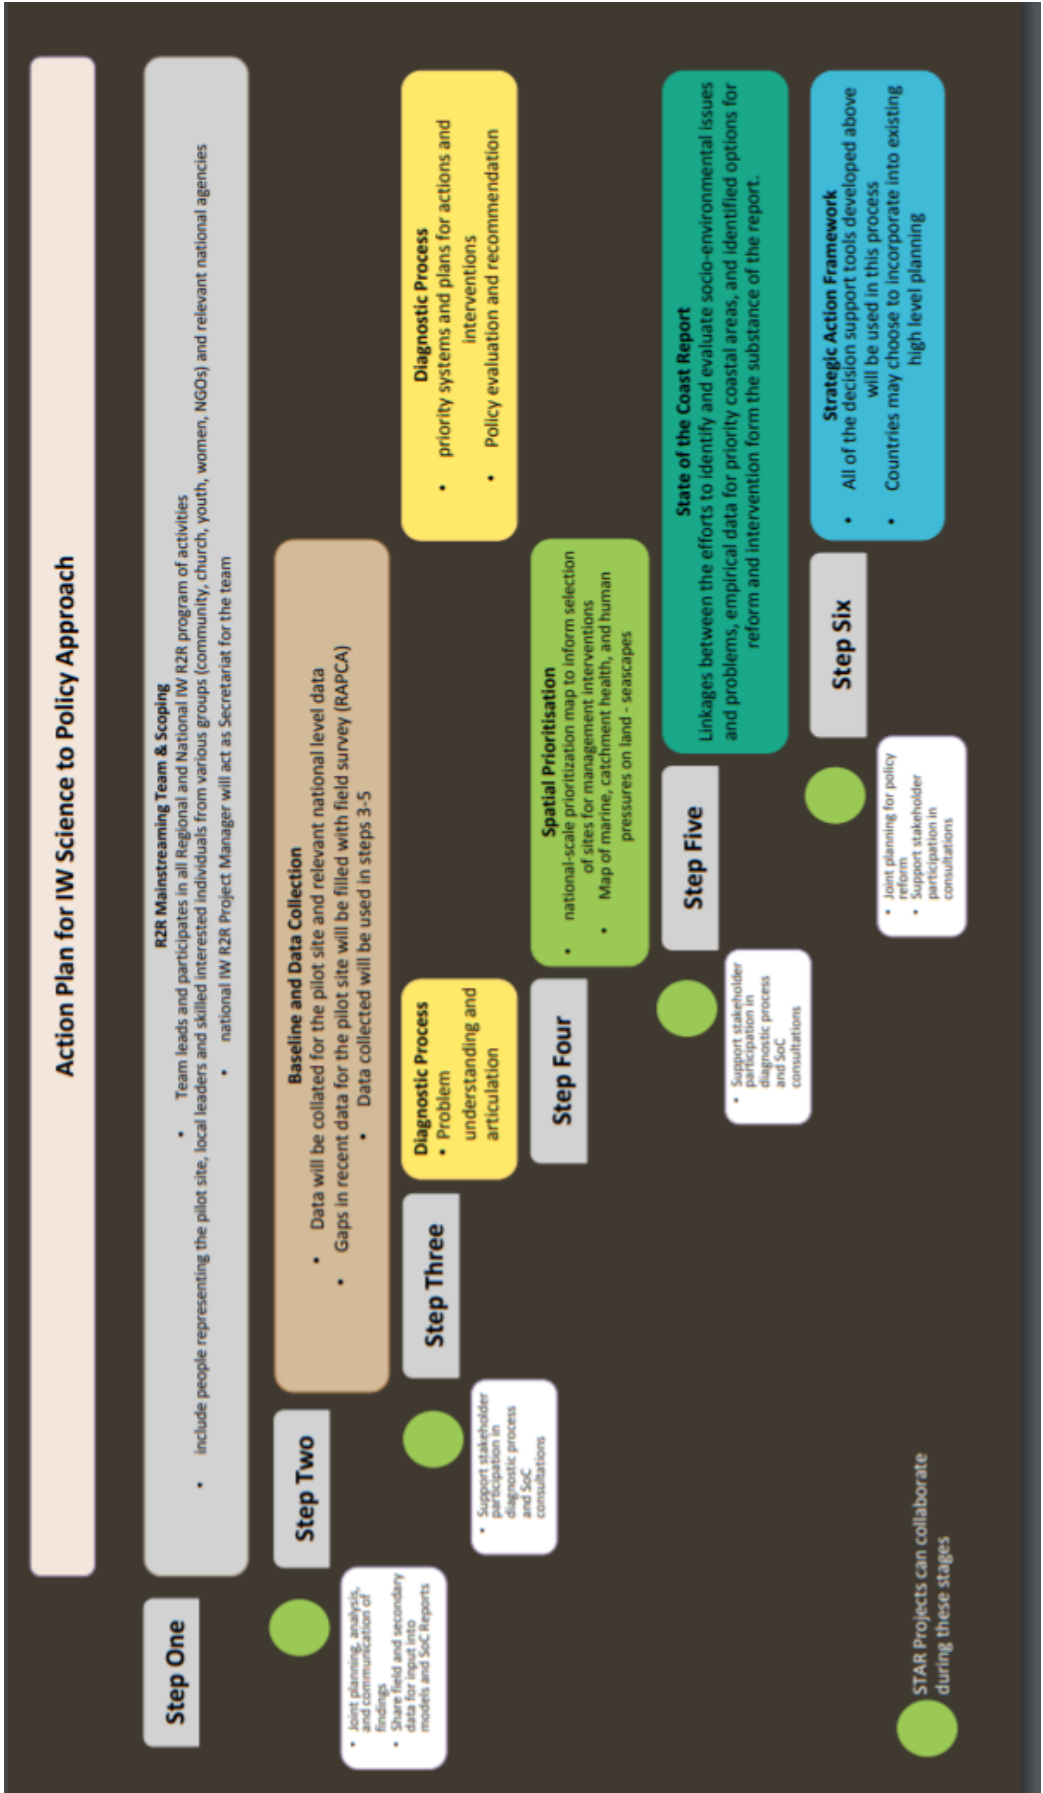 Action Plan for IW Science to Policy Approach
Step One
R2R Mainstreaming Team & Scoping
• Team leads and participates in all Regional and National IW R2R program of activities
• include people representing the pilot site, local leaders and skilled interested individuals from various groups (community, church, youth, women, NGOs) and relevant national agencies
• national IW R2R Project Manager will act as Secretariat for the team
Step Two
Baseline and Data Collection
• Data will be collated for the pilot site and relevant national level data
• Gaps in recent data for the pilot site will be filled with field survey (RAPCA)
• Data collected will be used in steps 3-5
• Joint planning, analysis,
and communication of
findings
• Share field and secondary
data for input into
models and SoC Reports
Step Three
Diagnostic Process
• Problem
understanding and
articulation
Diagnostic Process
• priority systems and plans for actions and
interventions
• Policy evaluation and recommendation
• Support stakeholder
participation in
diagnostic process
and SoC
consultations
Step Four
Spatial Prioritisation
• national-scale prioritization map to inform selection
of sites for management interventions
• Map of marine, catchment health, and human
pressures on land - seascapes
Step Five
State of the Coast Report
Linkages between the efforts to identify and evaluate socio-environmental issues
and problems, empirical data for priority coastal areas, and identified options for
reform and intervention form the substance of the report.
• Support stakeholder
participation in
diagnostic process
and SoC
consultations
Step Six
Strategic Action Framework
• All of the decision support tools developed above
will be used in this process
• Countries may choose to incorporate into existing
high level planning
• Joint planning for policy
reform
• Support stakeholder
participation in
consultations
STAR Projects can collaborate
during these stages